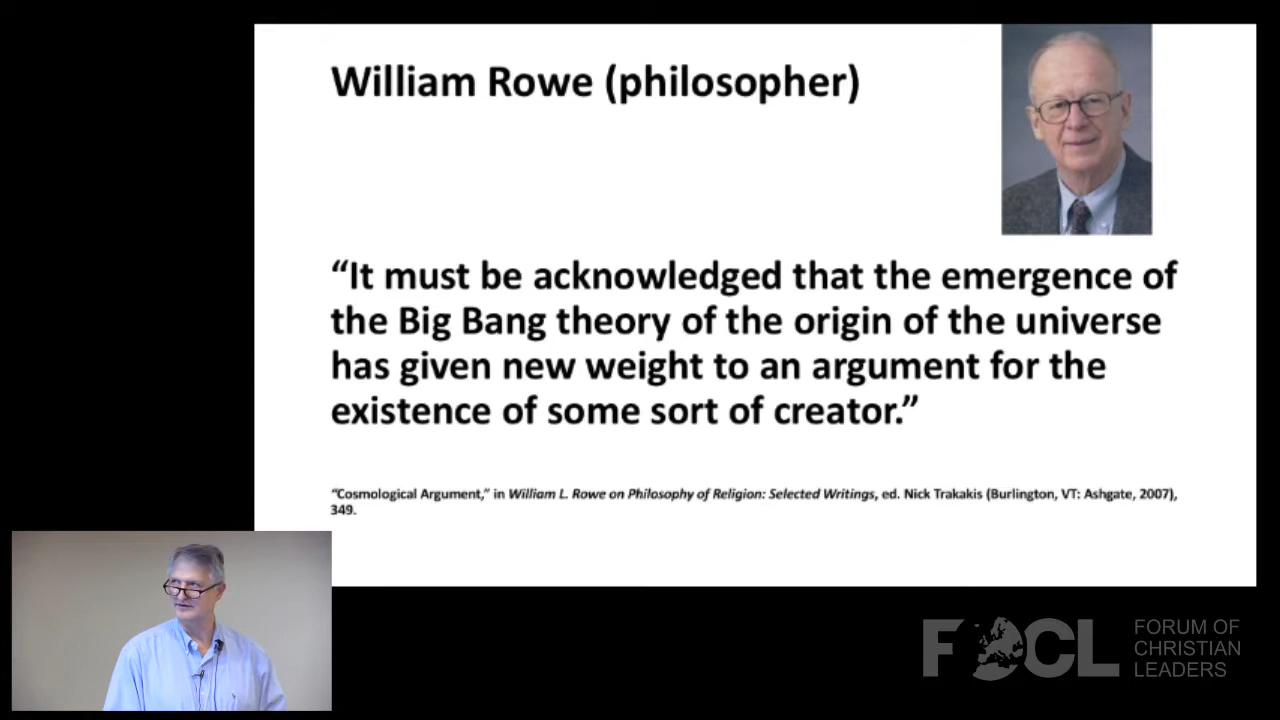 William Rowe (philosopher)
“It must be acknowledged that the emergence of
the Big Bang theory of the origin of the universe
has given new weight to an argument for the
existence of some sort of creator.”
“Cosmological Argument,” in William L. Rowe on Philosophy of Religion: Selected Writings, ed. Nick Trakakis (Burlington, VT: Ashgate, 2007),
349.
FOCL
FORUM OF
CHRISTIAN
LEADERS